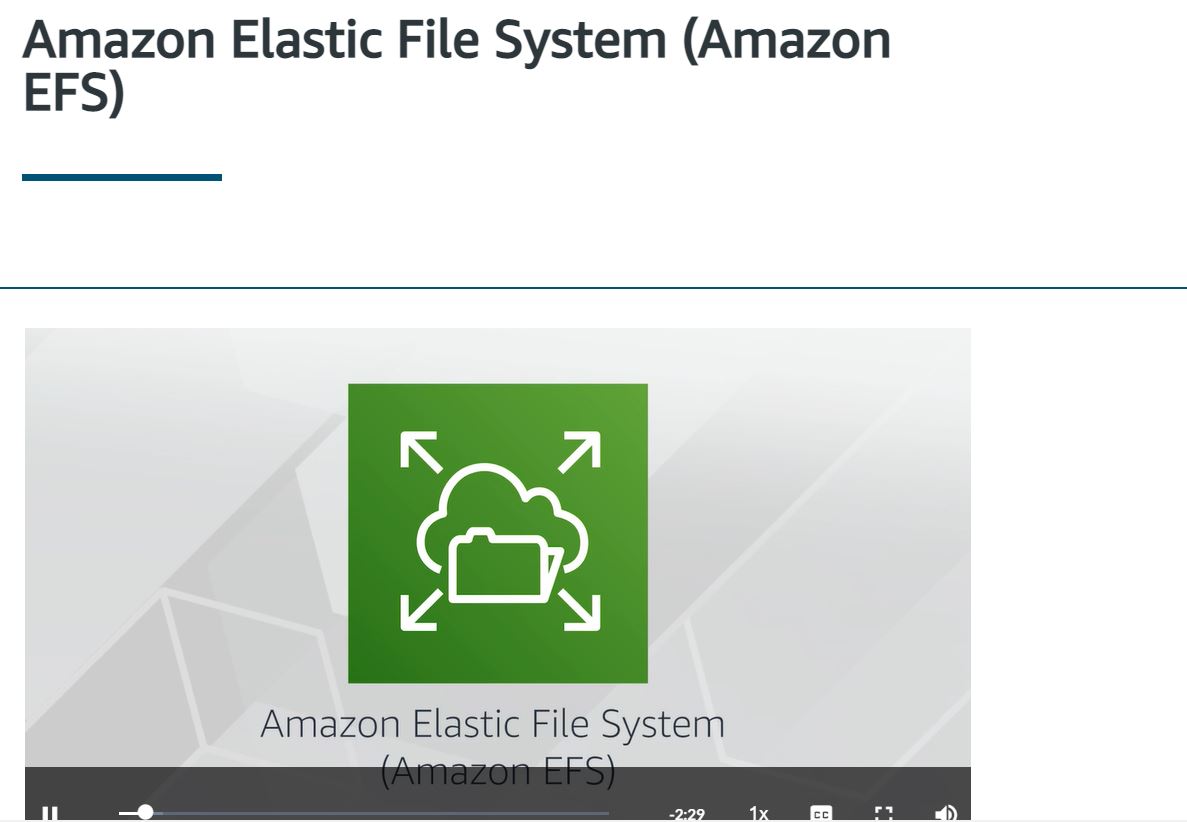 Amazon Elastic File System (Amazon
EFS)
Amazon Elastic File System
(Amazon EFS)
-2:29 1x CC